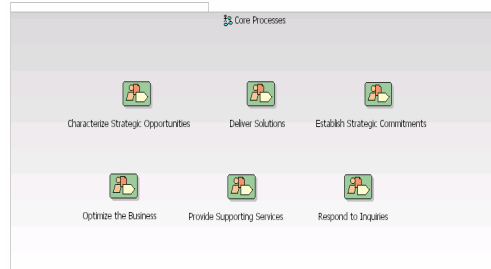 Core Processes
Characterize Strategic Opportunities
Deliver Solutions
Establish Strategic Commitments
Optimize the Business
Provide Supporting Services
Respond to Inquiries